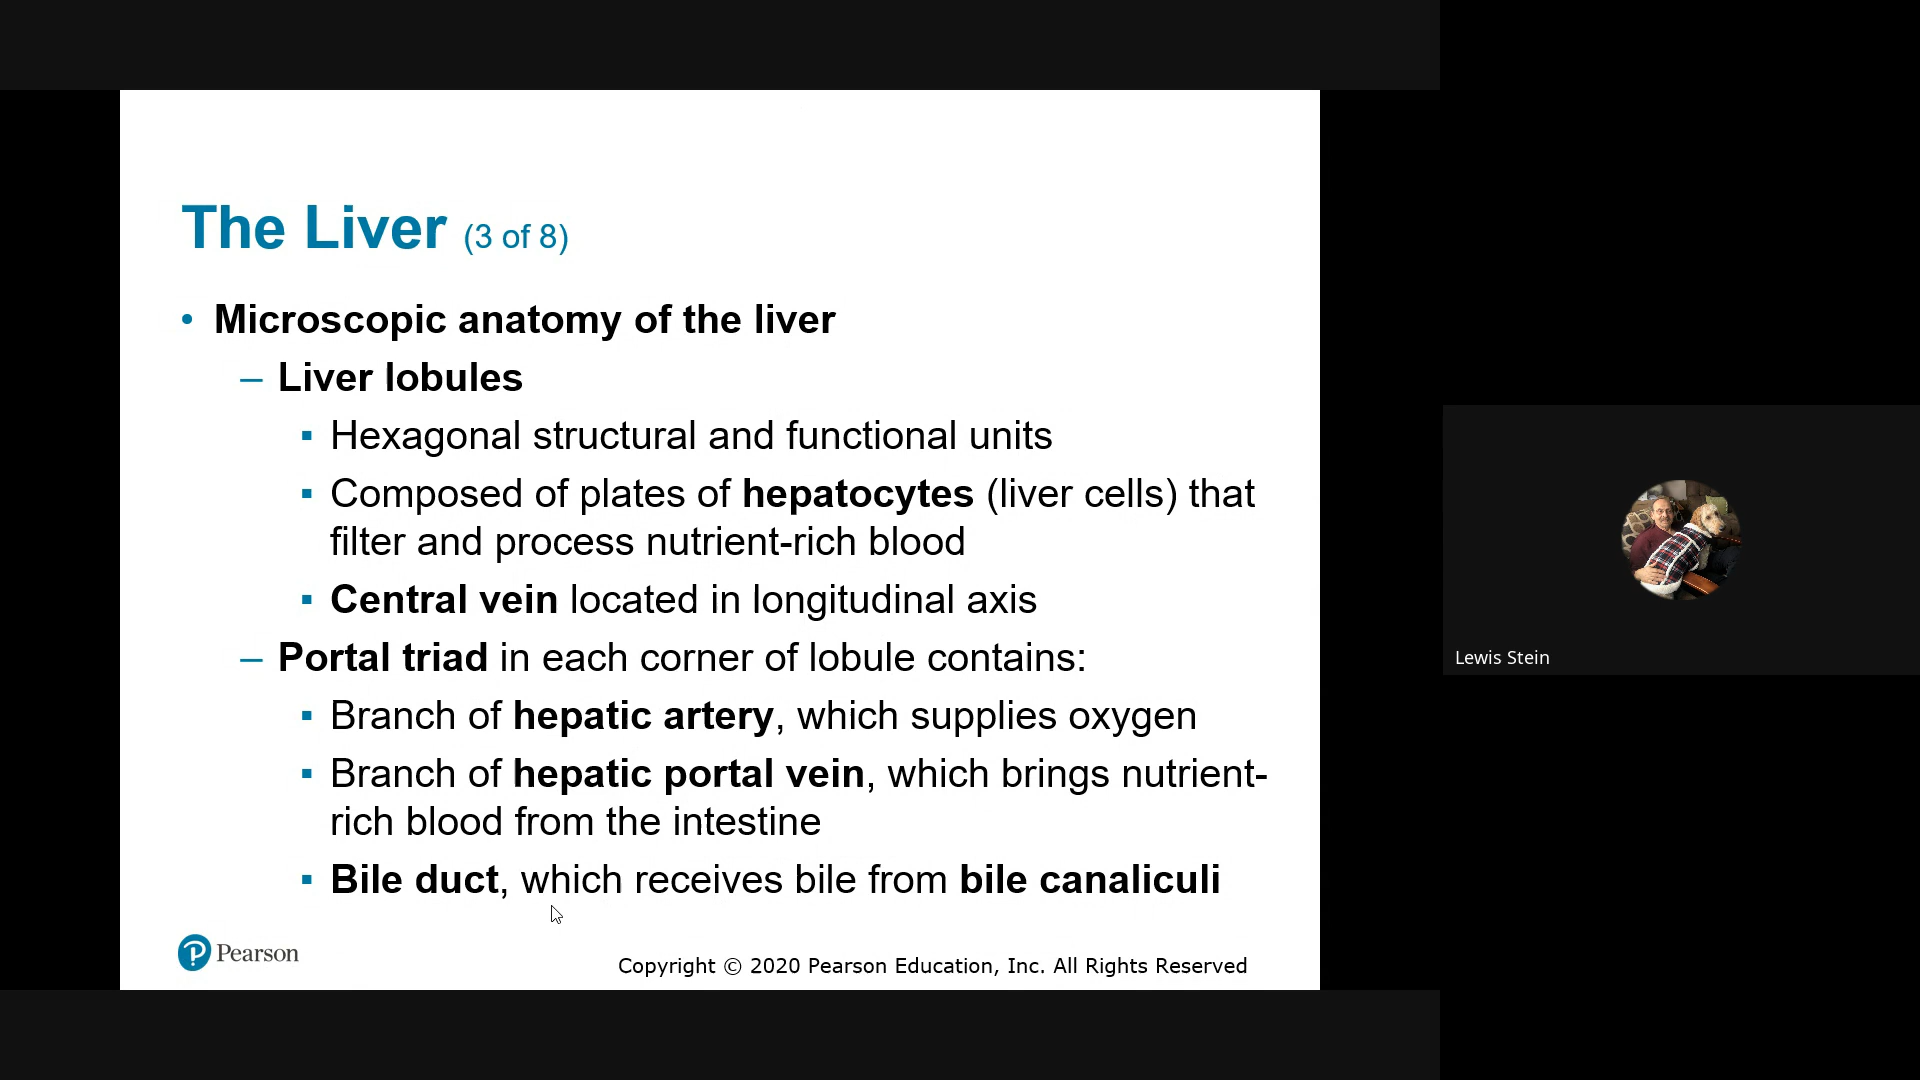 The Liver (3 of 8)
• Microscopic anatomy of the liver
– Liver lobules
▪ Hexagonal structural and functional units
▪ Composed of plates of hepatocytes (liver cells) that
filter and process nutrient-rich blood
▪ Central vein located in longitudinal axis
– Portal triad in each corner of lobule contains:
▪ Branch of hepatic artery, which supplies oxygen
▪ Branch of hepatic portal vein, which brings nutrient-
rich blood from the intestine
▪ Bile duct, which receives bile from bile canaliculi
Pearson
Copyright © 2020 Pearson Education, Inc. All Rights Reserved
Lewis Stein